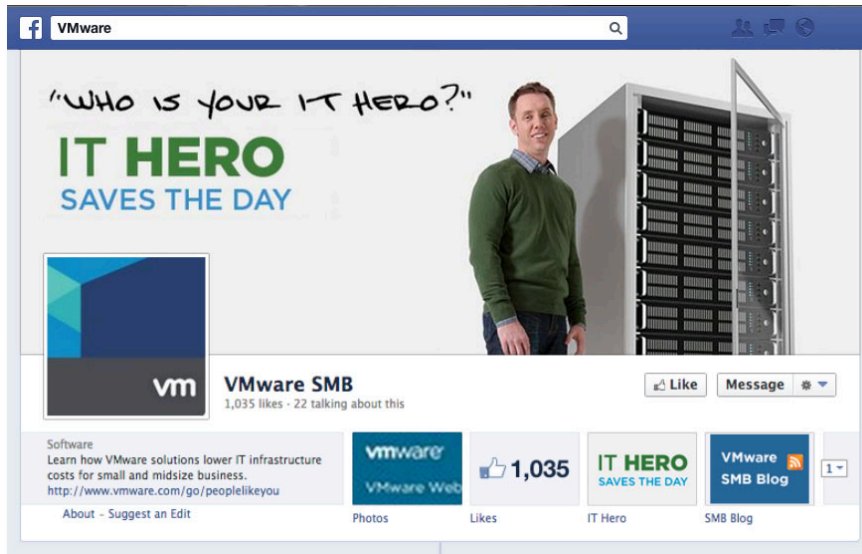 f VMware
"WHO IS YOUR IT HERO?"
IT HERO
SAVES THE DAY
vm
VMware SMB
1,035 likes · 22 talking about this
Like
Message
Software
Learn how VMware solutions lower IT infrastructure
costs for small and midsize business.
http://www.vmware.com/go/peoplelikeyou
About – Suggest an Edit
vmware
VMware Web
Photos
1,035
Likes
IT HERO
SAVES THE DAY
IT Hero
VMware
SMB Blog
SMB Blog
1